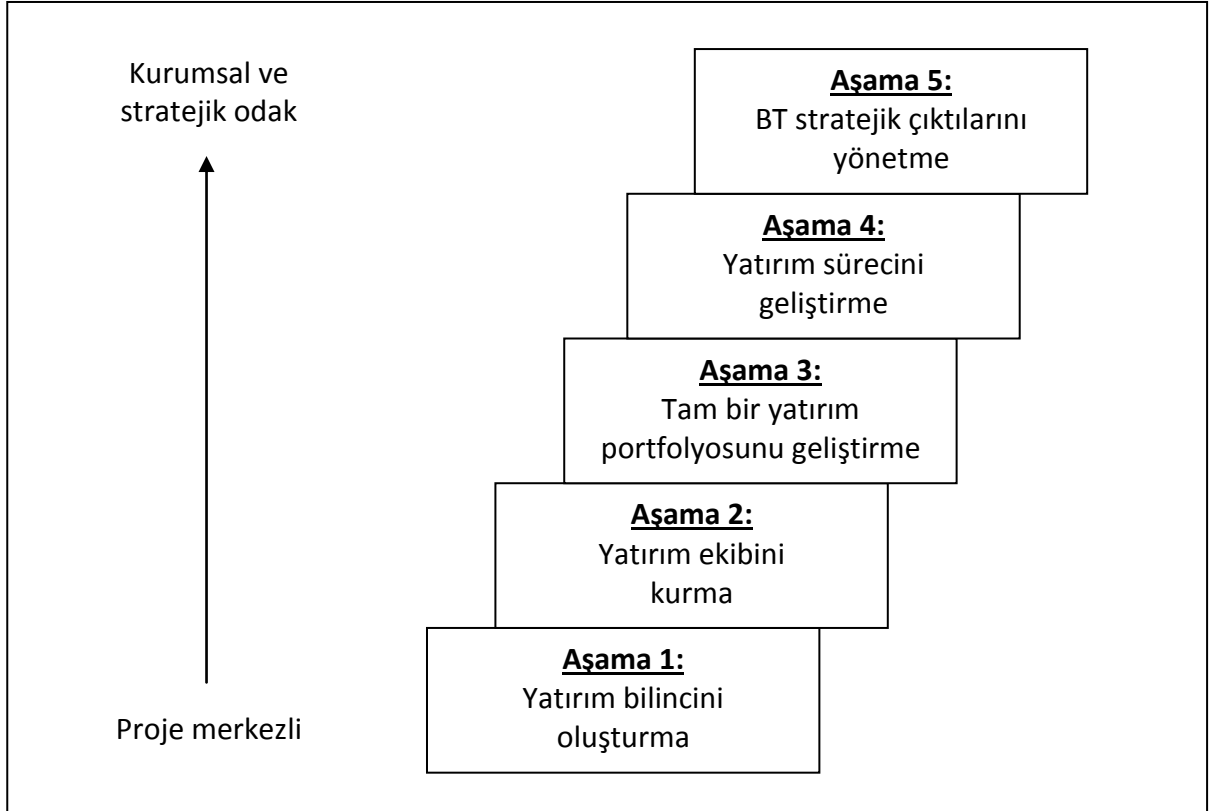 Kurumsal ve
stratejik odak
Aşama 5:
BT stratejik çıktılarını
yönetme
Aşama 4:
Yatırım sürecini
geliştirme
Aşama 3:
Tam bir yatırım
portfolyosunu geliştirme
Aşama 2:
Yatırım ekibini
kurma
Aşama 1:
Yatırım bilincini
oluşturma
Proje merkezli